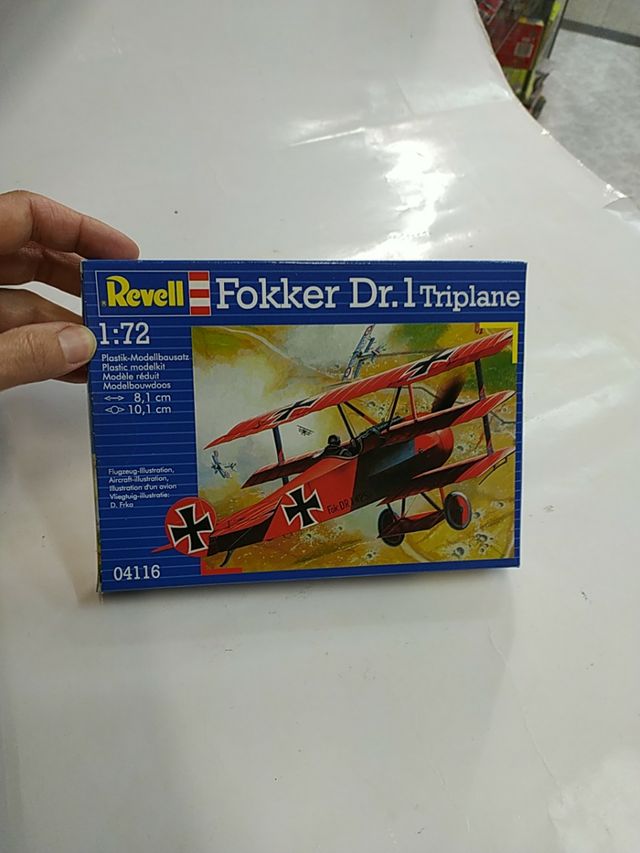 Revell
Fokker Dr.1 Triplane
1:72
Plastik-Modellbausatz
Plastic modelkit
Modèle réduit
Modelbouwdoos
8,1 cm
10,1 cm
Flugzeug-Illustration,
Aircraft-illustration,
Illustration d'un avion
Vliegtuig-illustratie:
D. Frka
04116